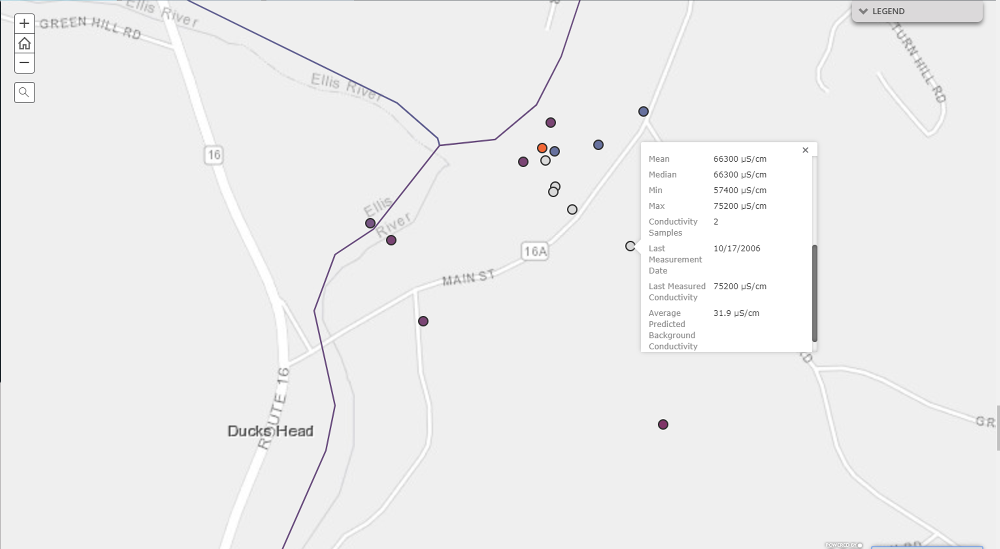 Ellis River
GREEN HILL RD
LEGEND
TURN HILL RD
Ellis River
16
Mean 66300 µS/cm
Median 66300 µS/cm
Min 57400 µS/cm
Max 75200 µS/cm
Conductivity 2
Samples
Last 10/17/2006
Measurement
Date
Last Measured 75200 µS/cm
Conductivity
Average 31.9 µS/cm
Predicted
Background
Conductivity
Ellis
River
16A
MAIN ST
RD
ROUTE 16
Ducks Head
GR
RD
POWERED BY